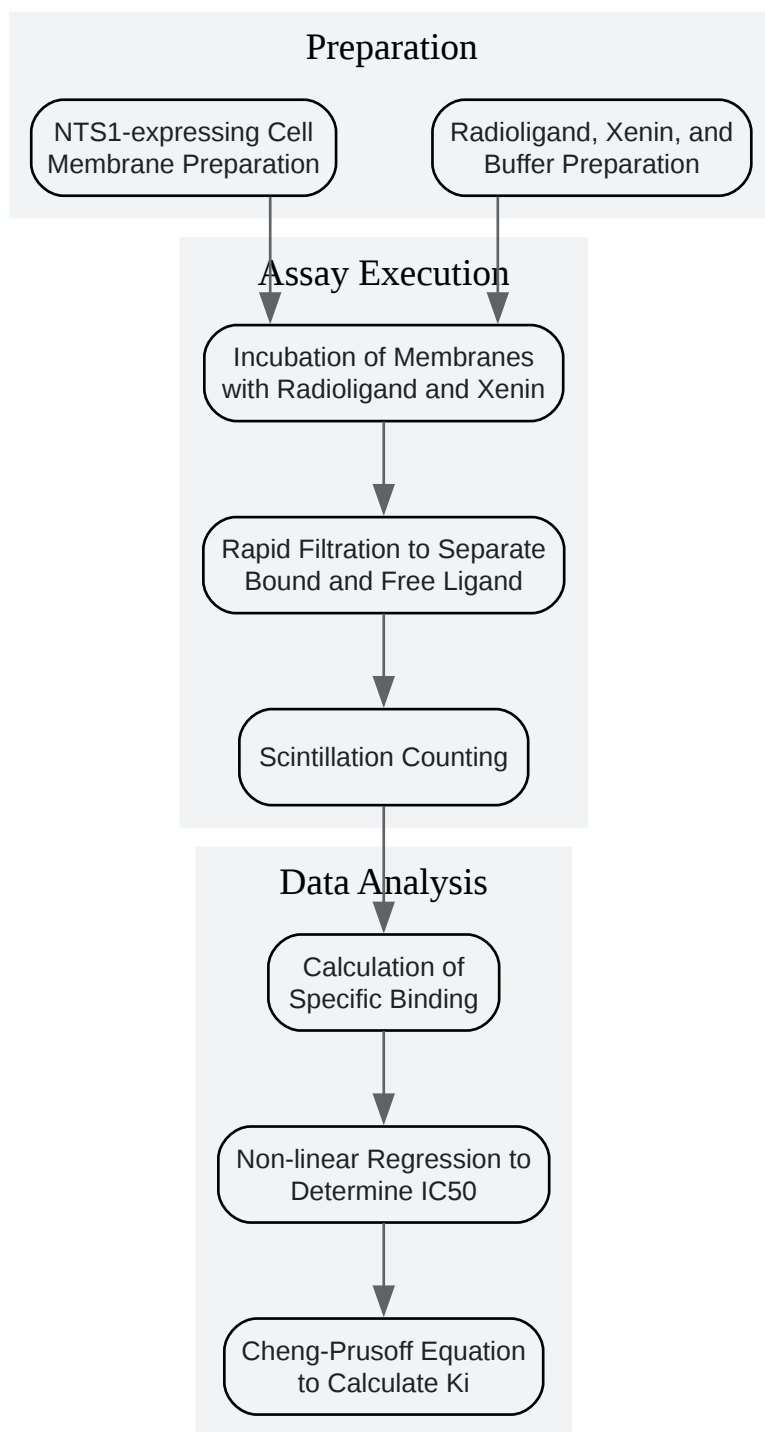 Preparation
NTS1-expressing Cell
Membrane Preparation
Radioligand, Xenin, and
Buffer Preparation
Assay Execution
Incubation of Membranes
with Radioligand and Xenin
Rapid Filtration to Separate
Bound and Free Ligand
Scintillation Counting
Data Analysis
Calculation of
Specific Binding
Non-linear Regression to
Determine IC50
Cheng-Prusoff Equation
to Calculate Ki